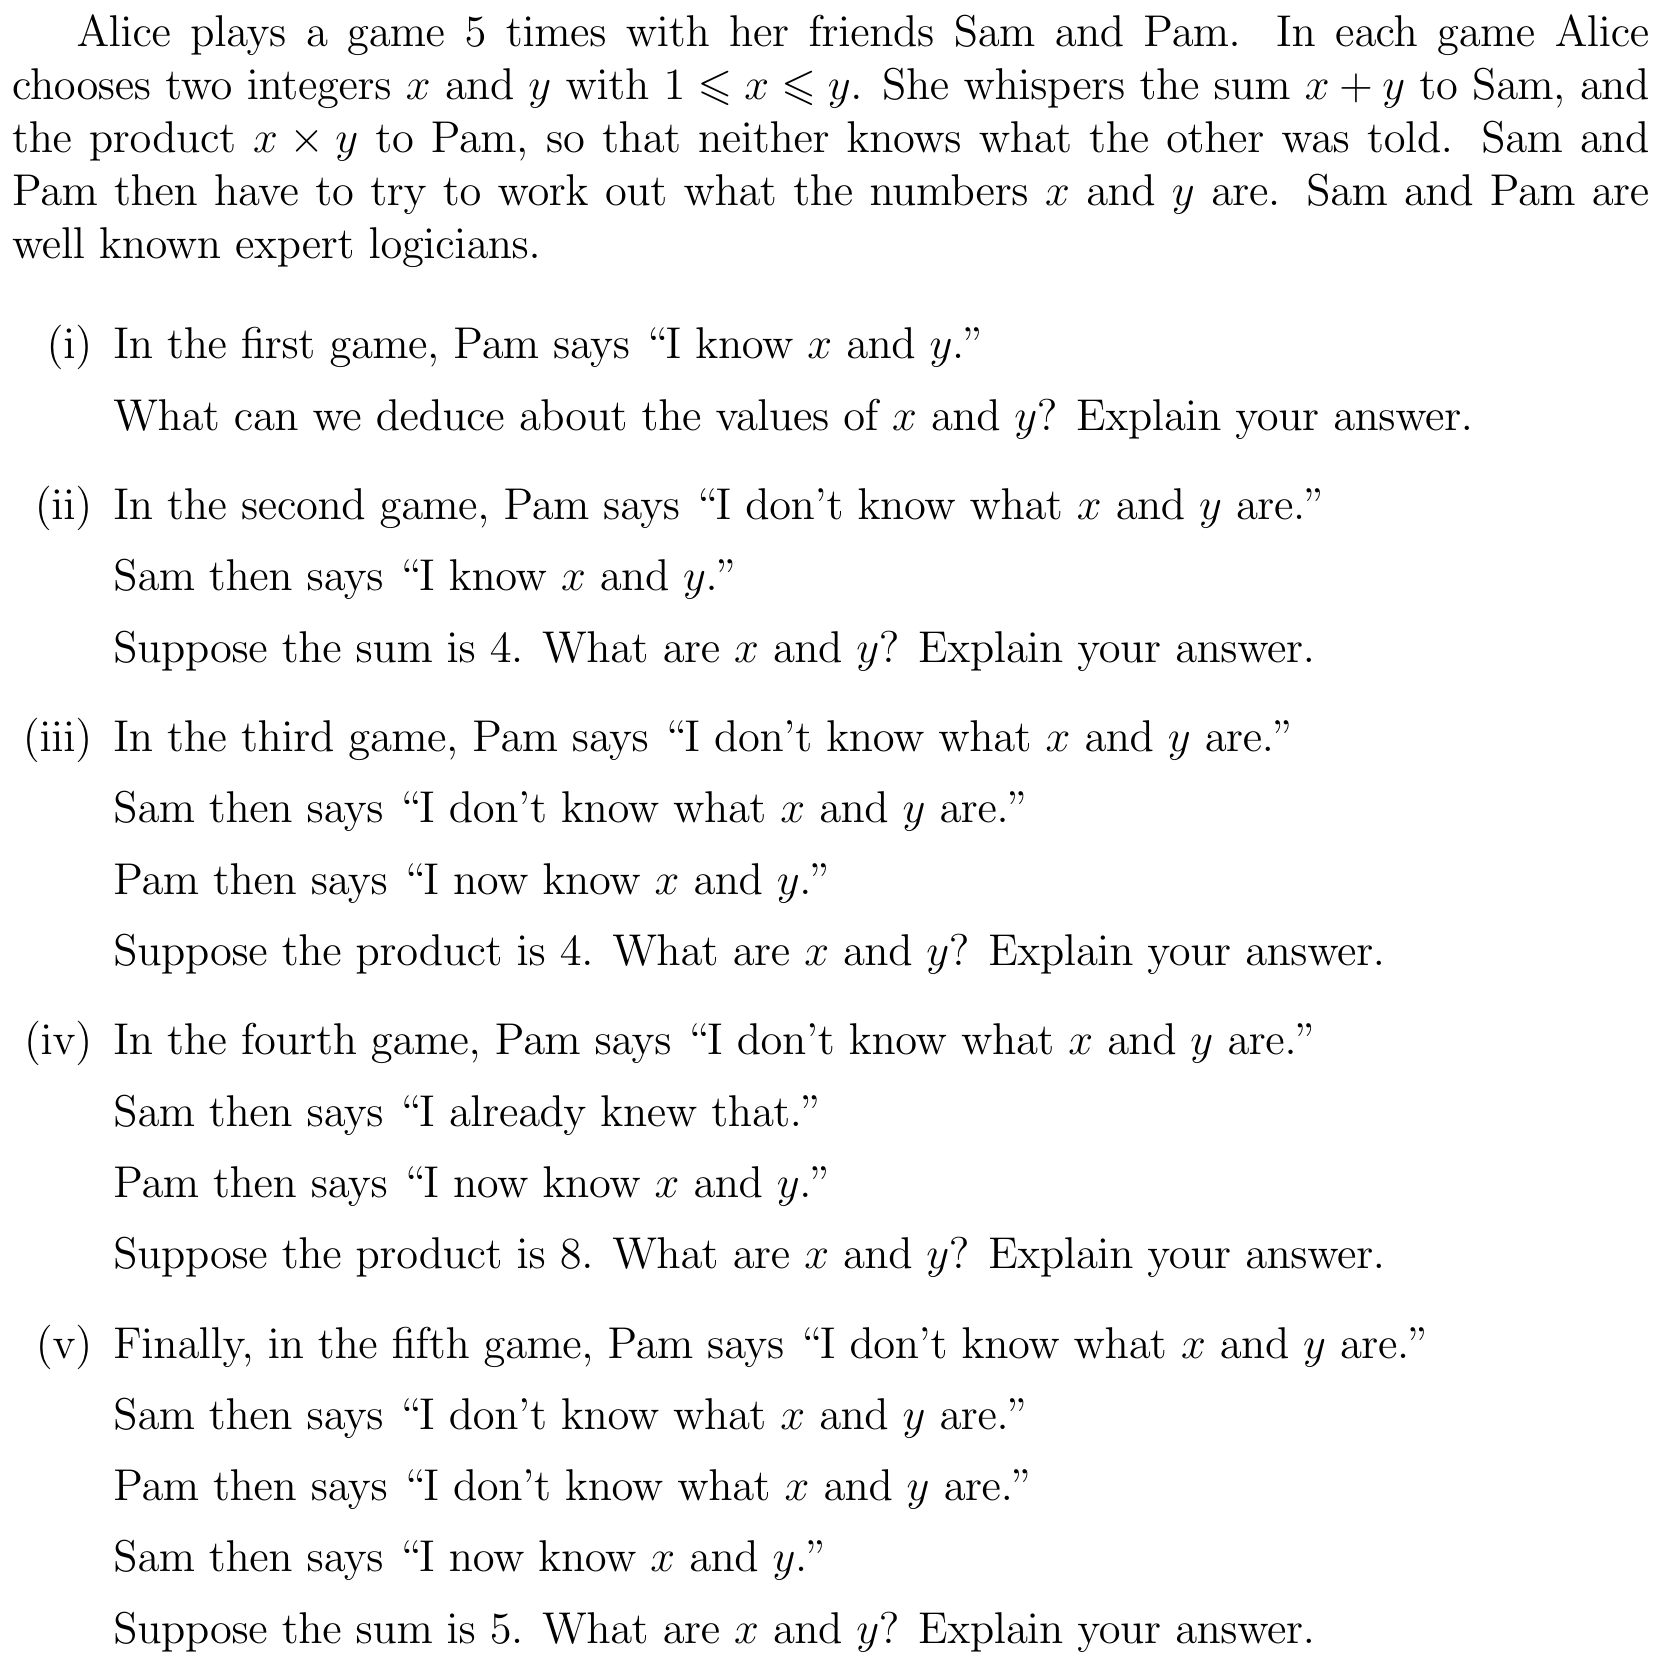 Alice plays a game 5 times with her friends Sam and Pam. In each game Alice
chooses two integers x and y with 1 ⩽ x ⩽ y. She whispers the sum x + y to Sam, and
the product x × y to Pam, so that neither knows what the other was told. Sam and
Pam then have to try to work out what the numbers x and y are. Sam and Pam are
well known expert logicians.
(i) In the first game, Pam says “I know x and y.”
What can we deduce about the values of x and y? Explain your answer.
(ii) In the second game, Pam says “I don’t know what x and y are.”
Sam then says “I know x and y.”
Suppose the sum is 4. What are x and y? Explain your answer.
(iii) In the third game, Pam says “I don’t know what x and y are.”
Sam then says “I don’t know what x and y are.”
Pam then says “I now know x and y.”
Suppose the product is 4. What are x and y? Explain your answer.
(iv) In the fourth game, Pam says “I don’t know what x and y are.”
Sam then says “I already knew that.”
Pam then says “I now know x and y.”
Suppose the product is 8. What are x and y? Explain your answer.
(v) Finally, in the fifth game, Pam says “I don’t know what x and y are.”
Sam then says “I don’t know what x and y are.”
Pam then says “I don’t know what x and y are.”
Sam then says “I now know x and y.”
Suppose the sum is 5. What are x and y? Explain your answer.